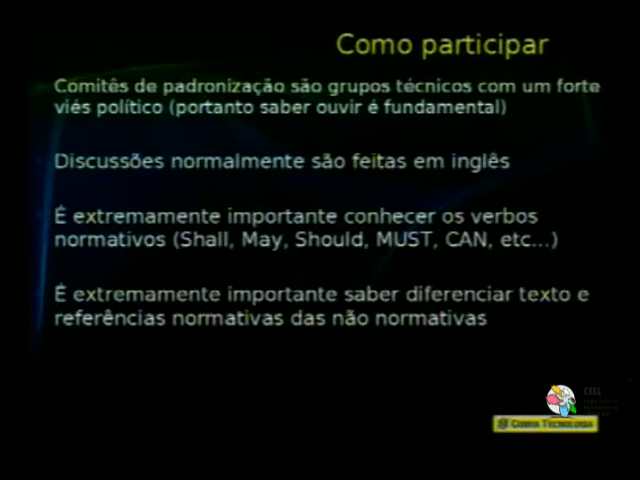 Como participar
Comitês de padronização são grupos técnicos com um forte
viés político (portanto saber ouvir é fundamental)
Discussões normalmente são feitas em inglês
É extremamente importante conhecer os verbos
normativos (Shall, May, Should, MUST, CAN, etc...)
É extremamente importante saber diferenciar texto e
referências normativas das não normativas
Cobra Tecnologia